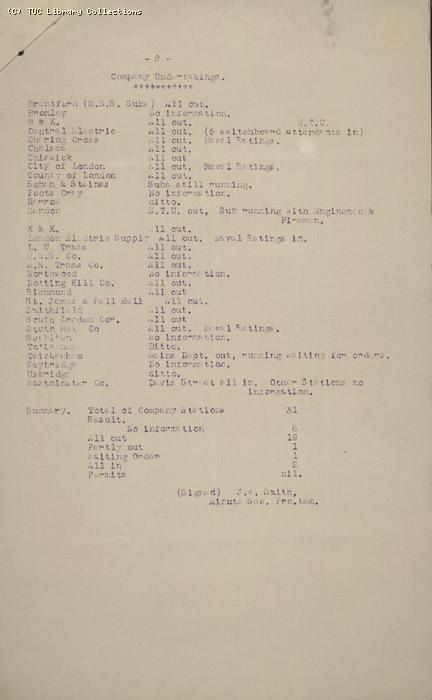 (C) TUC Library Collections
- 2 -
Company Undertakings.
***********
Brentford (M.E.S. Subs) All out.
Bromley No information.
B & K. All out. E.T.U.
Central Electric All out. (5 switchboard attendants in)
Charing Cross All out. Naval Ratings.
Chelsea All out.
Chiswick All out
City of London All out. Naval Ratings.
County of London All out.
Egham & Staines Subs still running.
Foots Cray No information.
Harrow ditto.
Hendon E.T.U. out, Sub running with Engineman &
Fireman.
K & K. All out.
London Electric Supply All out, Naval Ratings in.
L. U. Trams All out.
M.E.S. Co. All out.
M.E. Trams Co. All out.
Northwood No information.
Notting Hill Co. All out.
Richmond All out
St. James & Pall Mall All out.
Smithfield All out.
South London Cor. All out
South Met Co All out. Naval Ratings.
Surbiton No information.
Tottenham Ditto.
Twickenham Mains Dept. out, running waiting for orders.
Weybridge No information.
Uxbridge ditto.
Westminster Co. Davis Street all in. Other Stations no
information.
Summary. Total of Company Stations 31
Result.
No information 8
All out 19
Partly out 1
Waiting Order 1
All in 2
Permits nil.
(Signed) J.W. Smith,
Minute Sec. Pro.tem.